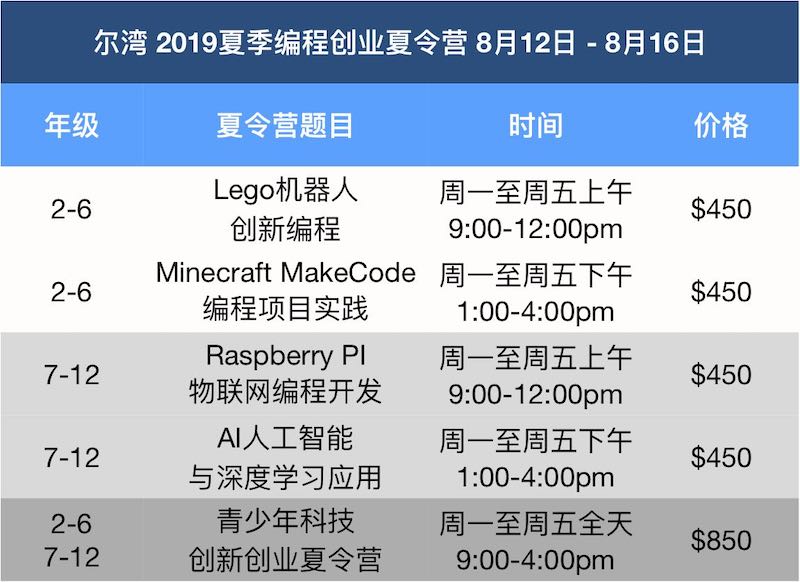 尔湾 2019夏季编程创业夏令营 8月12日 - 8月16日
年级 夏令营题目 时间 价格
2-6 Lego机器人 创新编程 周一至周五上午 9:00-12:00pm $450
2-6 Minecraft MakeCode 编程项目实践 周一至周五下午 1:00-4:00pm $450
7-12 Raspberry PI 物联网编程开发 周一至周五上午 9:00-12:00pm $450
7-12 AI人工智能 与深度学习应用 周一至周五下午 1:00-4:00pm $450
2-6 7-12 青少年科技 创新创业夏令营 周一至周五全天 9:00-4:00pm $850